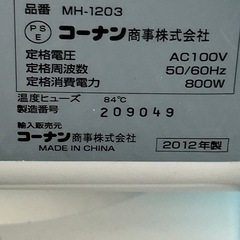 品番 MH-1203
PSE コーナン商事株式会社
定格電圧 AC100V
定格周波数 50/60Hz
定格消費電力 800W
温度ヒューズ 84℃
製造番号 209049
輸入販売元
コーナン商事株式会社
MADE IN CHINA 2012年製